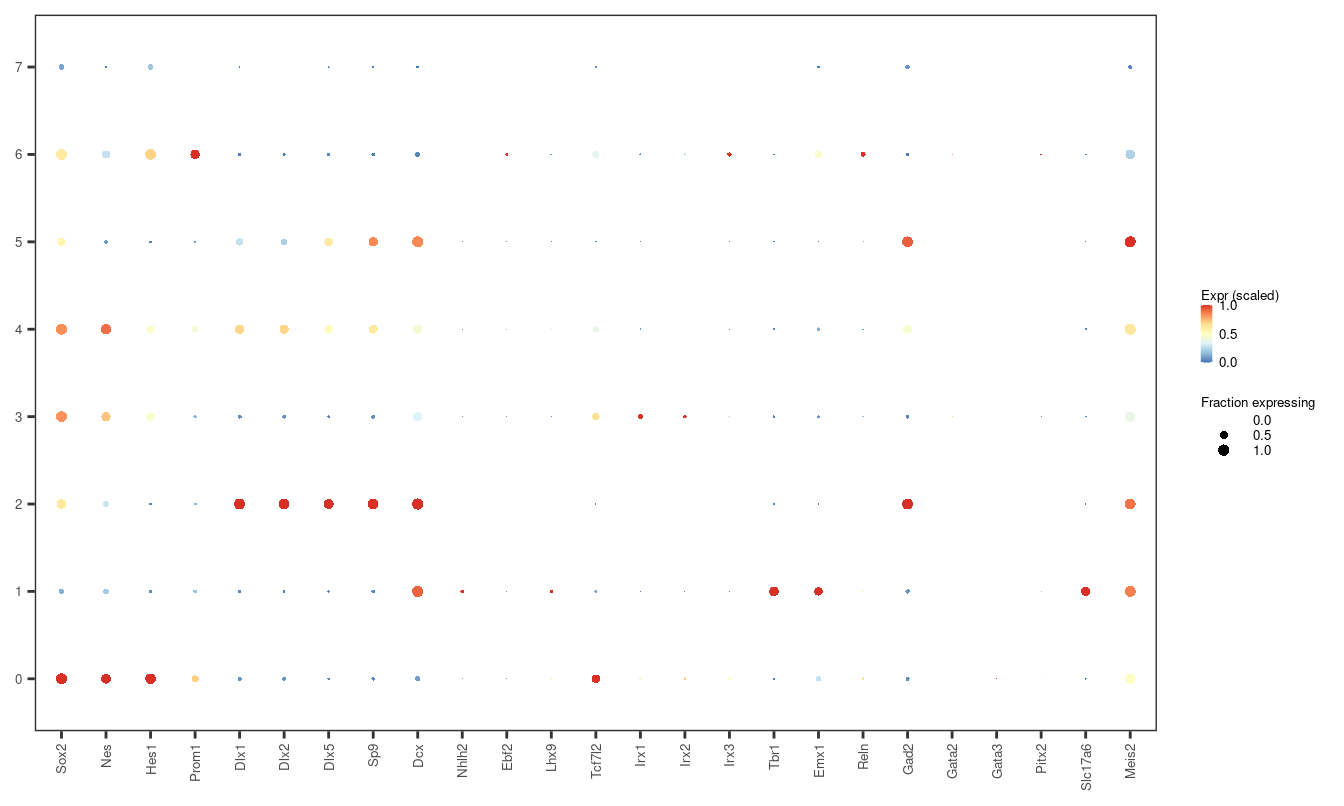 7
6
5
4
3
2
1
0
Sox2
Nes
Hes1
Prom1
Dlx1
Dlx2
Dlx5
Sp9
Dcx
Nhlh2
Ebf2
Lhx9
Tcf7l2
Irx1
Irx2
Irx3
Tbr1
Emx1
Reln
Gad2
Gata2
Gata3
Pitx2
Slc17a6
Meis2
Expr (scaled)
1.0
0.5
0.0
Fraction expressing
0.0
0.5
1.0